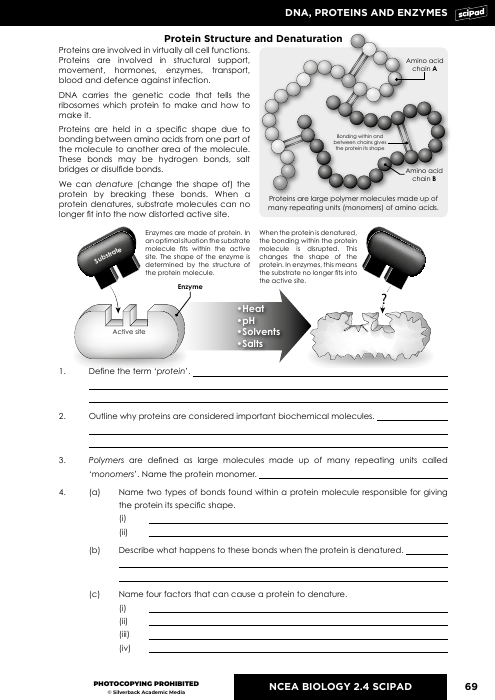 DNA, PROTEINS AND ENZYMES
scipad
Protein Structure and Denaturation
Proteins are involved in virtually all cell functions.
Proteins are involved in structural support,
movement, hormones, enzymes, transport,
blood and defence against infection.
DNA carries the genetic code that tells the
ribosomes which protein to make and how to
make it.
Proteins are held in a specific shape due to
bonding between amino acids from one part of
the molecule to another area of the molecule.
These bonds may be hydrogen bonds, salt
bridges or disulfide bonds.
We can denature (change the shape of) the
protein by breaking these bonds. When a
protein denatures, substrate molecules can no
longer fit into the now distorted active site.
Amino acid
chain A
Bonding within and
between chains gives
the protein its shape
Amino acid
chain B
Proteins are large polymer molecules made up of
many repeating units (monomers) of amino acids.
Substrate
Enzymes are made of protein. In
an optimal situation the substrate
molecule fits within the active
site. The shape of the enzyme is
determined by the structure of
the protein molecule.
When the protein is denatured,
the bonding within the protein
molecule is disrupted. This
changes the shape of the
protein. In enzymes, this means
the substrate no longer fits into
the active site.
Enzyme
?
Active site
•Heat
•pH
•Solvents
•Salts
1. Define the term ‘protein’.
2. Outline why proteins are considered important biochemical molecules.
3. Polymers are defined as large molecules made up of many repeating units called
‘monomers’. Name the protein monomer.
4. (a) Name two types of bonds found within a protein molecule responsible for giving
the protein its specific shape.
(i)
(ii)
(b) Describe what happens to these bonds when the protein is denatured.
(c) Name four factors that can cause a protein to denature.
(i)
(ii)
(iii)
(iv)
PHOTOCOPYING PROHIBITED
© Silverback Academic Media
NCEA BIOLOGY 2.4 SCIPAD
69